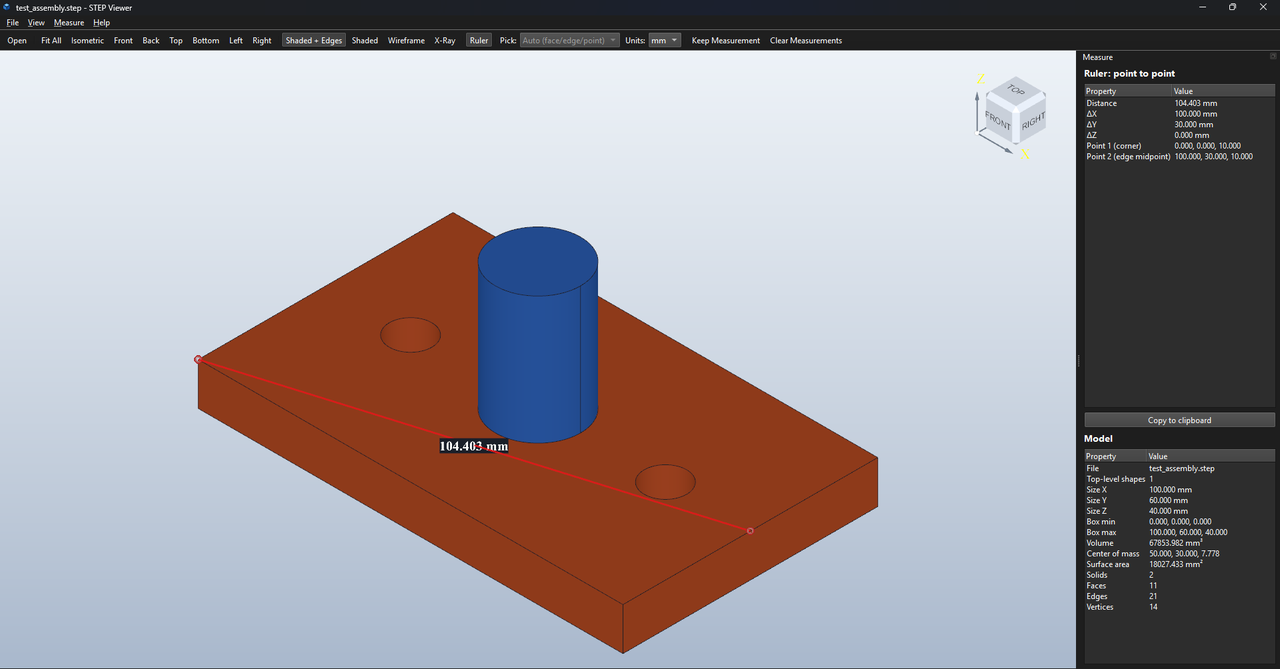 test_assembly.step - STEP Viewer
File View Measure Help
Open Fit All Isometric Front Back Top Bottom Left Right Shaded + Edges Shaded Wireframe X-Ray Ruler Pick: Auto (face/edge/point) Units: mm Keep Measurement Clear Measurements
Z
TOP
FRONT
RIGHT
X
104.403 mm
Measure
Ruler: point to point
Property Value
Distance 104.403 mm
ΔX 100.000 mm
ΔY 30.000 mm
ΔZ 0.000 mm
Point 1 (corner) 0.000, 0.000, 10.000
Point 2 (edge midpoint) 100.000, 30.000, 10.000
Copy to clipboard
Model
Property Value
File test_assembly.step
Top-level shapes 1
Size X 100.000 mm
Size Y 60.000 mm
Size Z 40.000 mm
Box min 0.000, 0.000, 0.000
Box max 100.000, 60.000, 40.000
Volume 67853.982 mm³
Center of mass 50.000, 30.000, 7.778
Surface area 18027.433 mm²
Solids 2
Faces 11
Edges 21
Vertices 14